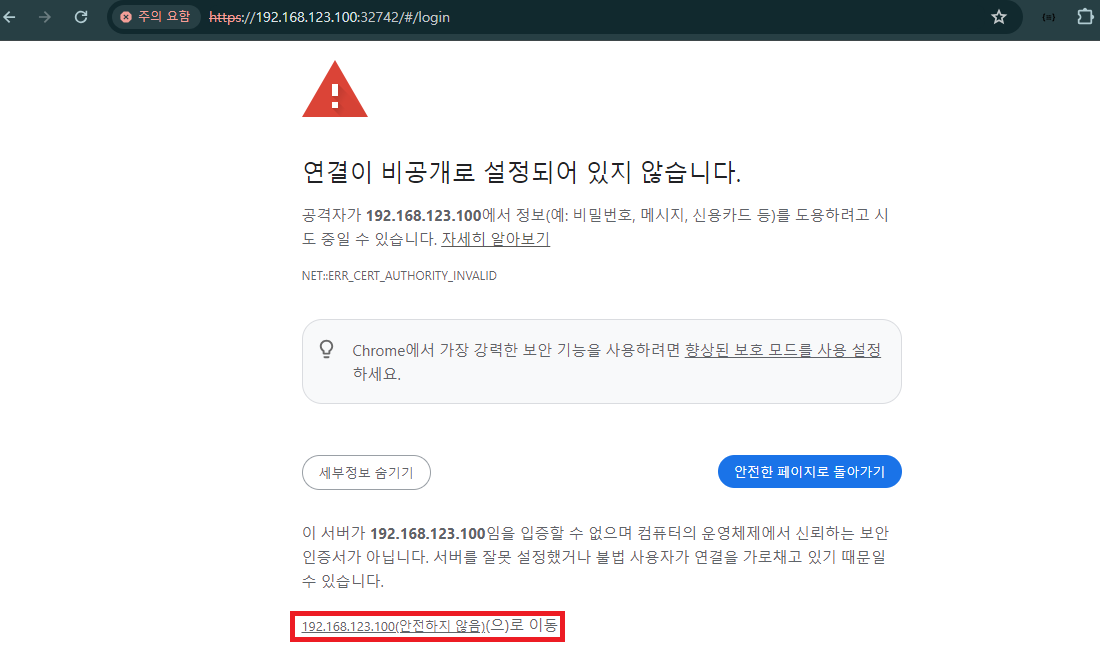 주의 요함 https://192.168.123.100:32742/#/login
연결이 비공개로 설정되어 있지 않습니다.
공격자가 192.168.123.100에서 정보(예: 비밀번호, 메시지, 신용카드 등)를 도용하려고 시
도 중일 수 있습니다. 자세히 알아보기
NET::ERR_CERT_AUTHORITY_INVALID
Chrome에서 가장 강력한 보안 기능을 사용하려면 향상된 보호 모드를 사용 설정
하세요.
세부정보 숨기기 안전한 페이지로 돌아가기
이 서버가 192.168.123.100임을 입증할 수 없으며 컴퓨터의 운영체제에서 신뢰하는 보안
인증서가 아닙니다. 서버를 잘못 설정했거나 불법 사용자가 연결을 가로채고 있기 때문일
수 있습니다.
192.168.123.100(안전하지 않음)(으)로 이동